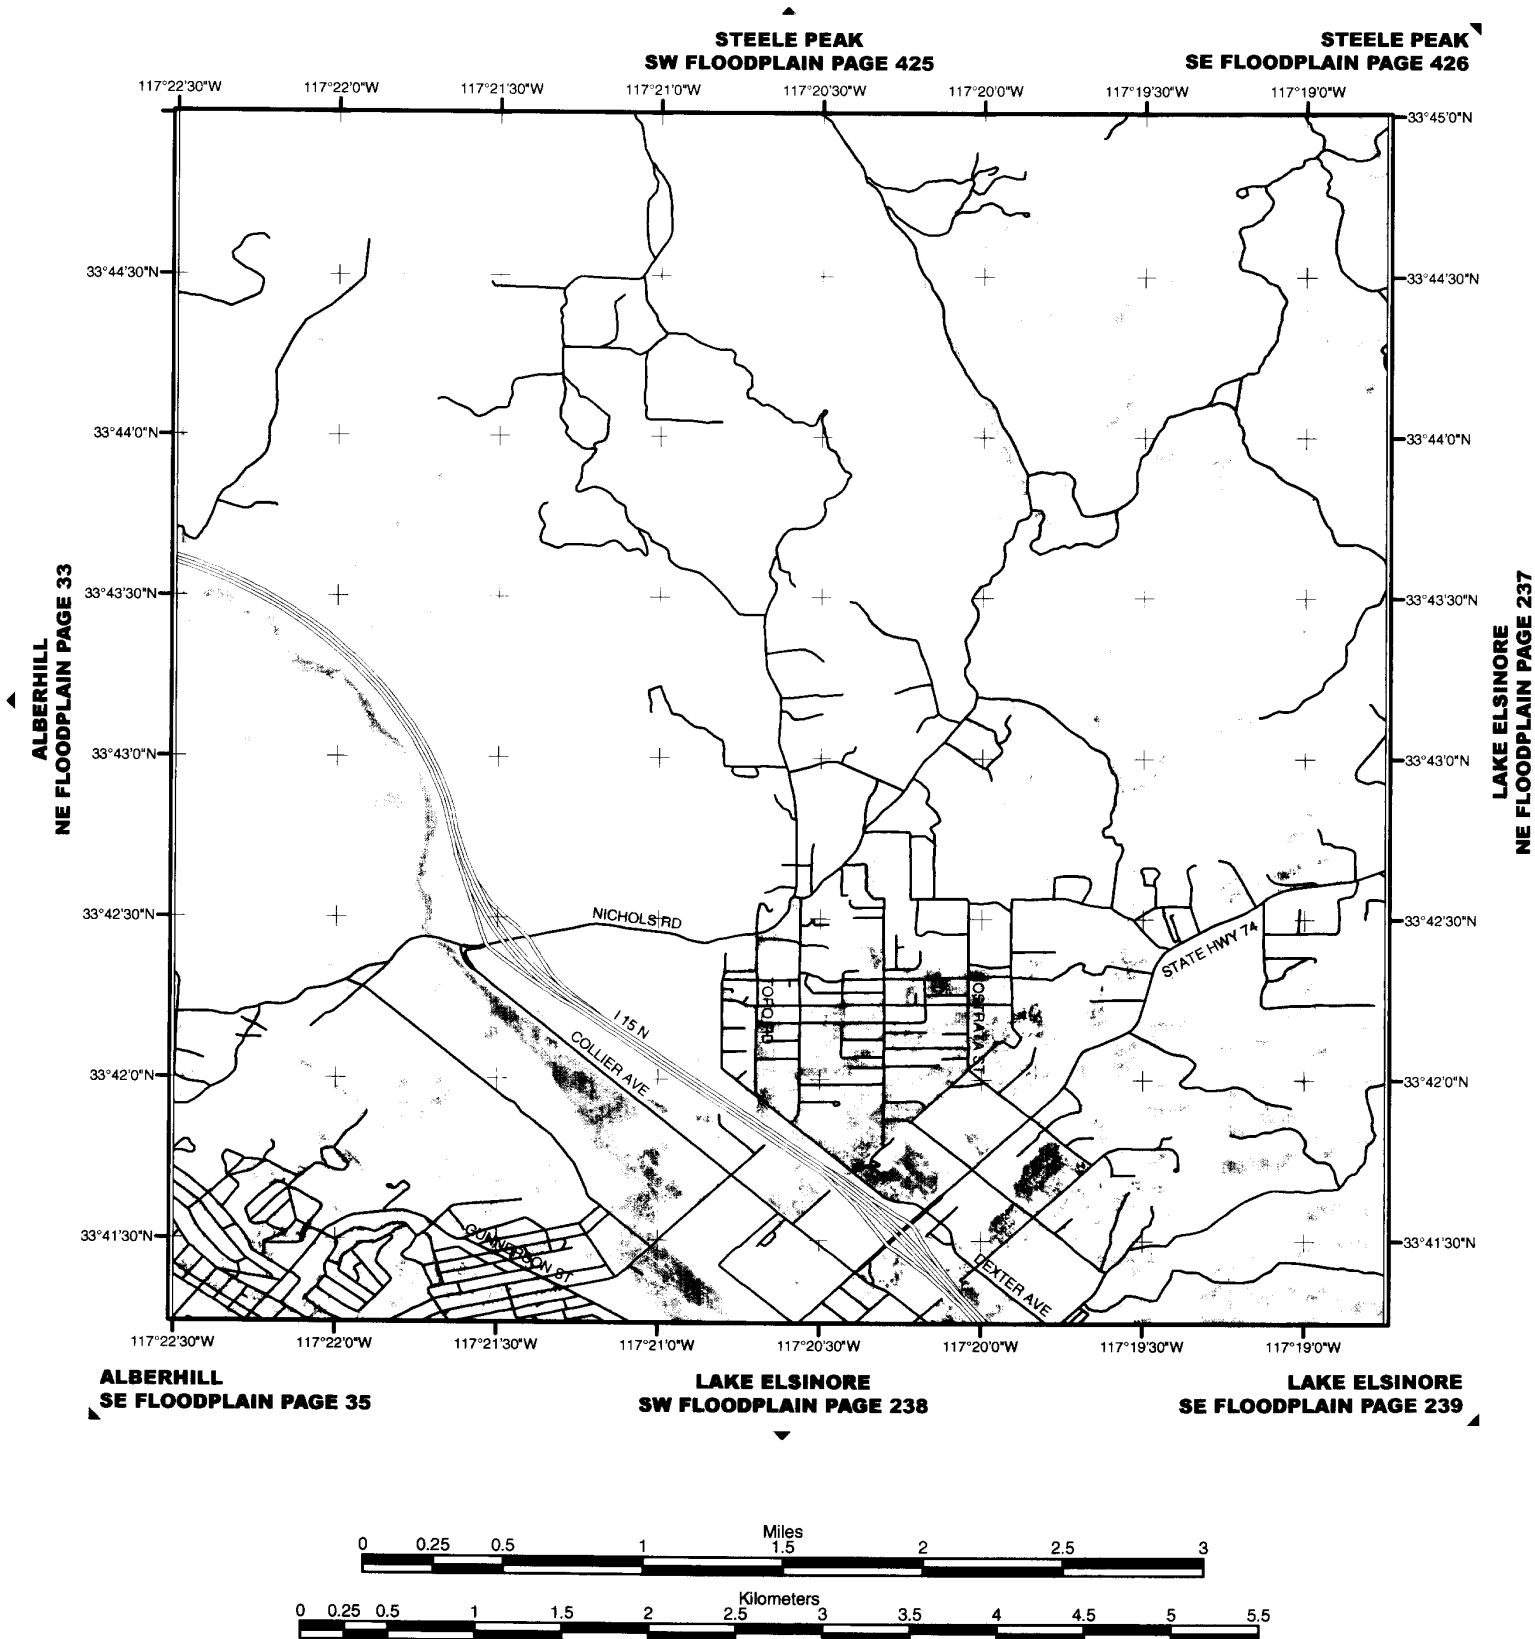 STEELE PEAK
SW FLOODPLAIN PAGE 425
STEELE PEAK
SE FLOODPLAIN PAGE 426
117°22'30"W 117°22'0"W 117°21'30"W 117°21'0"W 117°20'30"W 117°20'0"W 117°19'30"W 117°19'0"W
33°45'0"N
33°44'30"N
33°44'30"N
33°44'0"N
33°44'0"N
33°43'30"N
33°43'30"N
33°43'0"N
33°43'0"N
33°42'30"N
33°42'30"N
33°42'0"N
33°42'0"N
33°41'30"N
33°41'30"N
ALBERHILL
NE FLOODPLAIN PAGE 33
LAKE ELSINORE
NE FLOODPLAIN PAGE 237
NICHOLS RD
STATE HWY 74
I 15 N
COLLIER AVE
GUNNERSON ST
DEXTER AVE
117°22'30"W 117°22'0"W 117°21'30"W 117°21'0"W 117°20'30"W 117°20'0"W 117°19'30"W 117°19'0"W
ALBERHILL
SE FLOODPLAIN PAGE 35
LAKE ELSINORE
SW FLOODPLAIN PAGE 238
LAKE ELSINORE
SE FLOODPLAIN PAGE 239
Miles
0 0.25 0.5 1 1.5 2 2.5 3
Kilometers
0 0.25 0.5 1 1.5 2 2.5 3 3.5 4 4.5 5 5.5